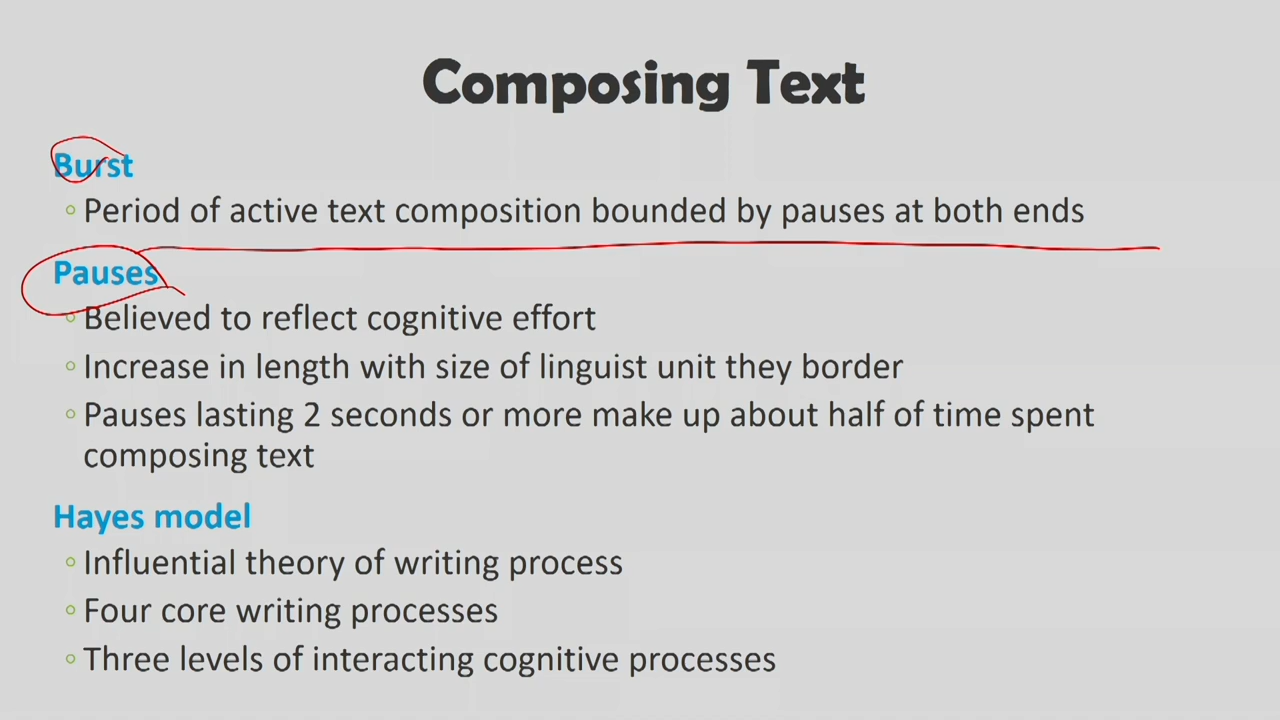 Composing Text
Burst
Period of active text composition bounded by pauses at both ends
Pauses
Believed to reflect cognitive effort
Increase in length with size of linguist unit they border
Pauses lasting 2 seconds or more make up about half of time spent
composing text
Hayes model
Influential theory of writing process
Four core writing processes
Three levels of interacting cognitive processes